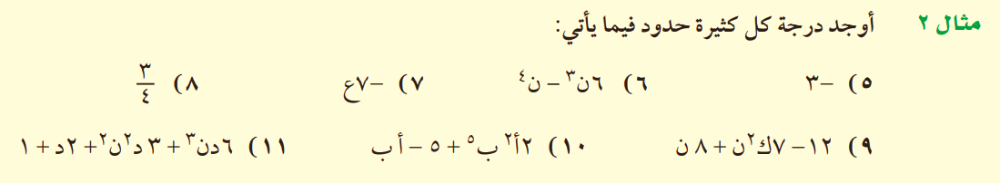 مثال ٢ أوجد درجة كل كثيرة حدود فيما يأتي:
٥) –٣ ٦) ٦ن^٣ – ن^٤ ٧) –٧ع ٨) ٣/٤
٩) ١٢ – ٧ك^٢ن + ٨ن ١٠) ٢أ^٢ب^٥ + ٥ – أب ١١) ٦دن^٣ + ٣د^٢ن^٢ + ٢د + ١